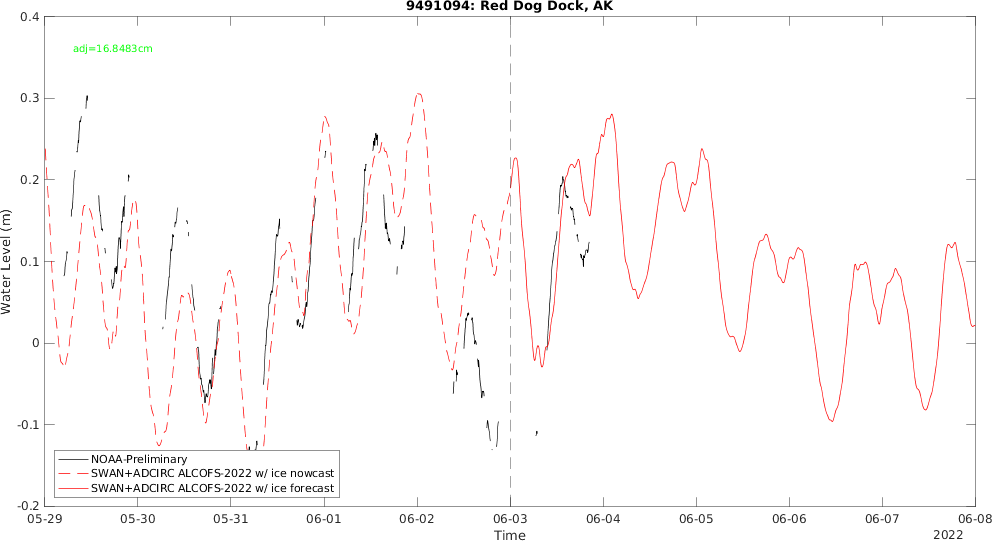 9491094: Red Dog Dock, AK
adj=16.8483cm
0.4
0.3
0.2
0.1
0
-0.1
-0.2
Water Level (m)
NOAA-Preliminary
SWAN+ADCIRC ALCOFS-2022 w/ ice nowcast
SWAN+ADCIRC ALCOFS-2022 w/ ice forecast
05-29 05-30 05-31 06-01 06-02 06-03 06-04 06-05 06-06 06-07 06-08
Time
2022